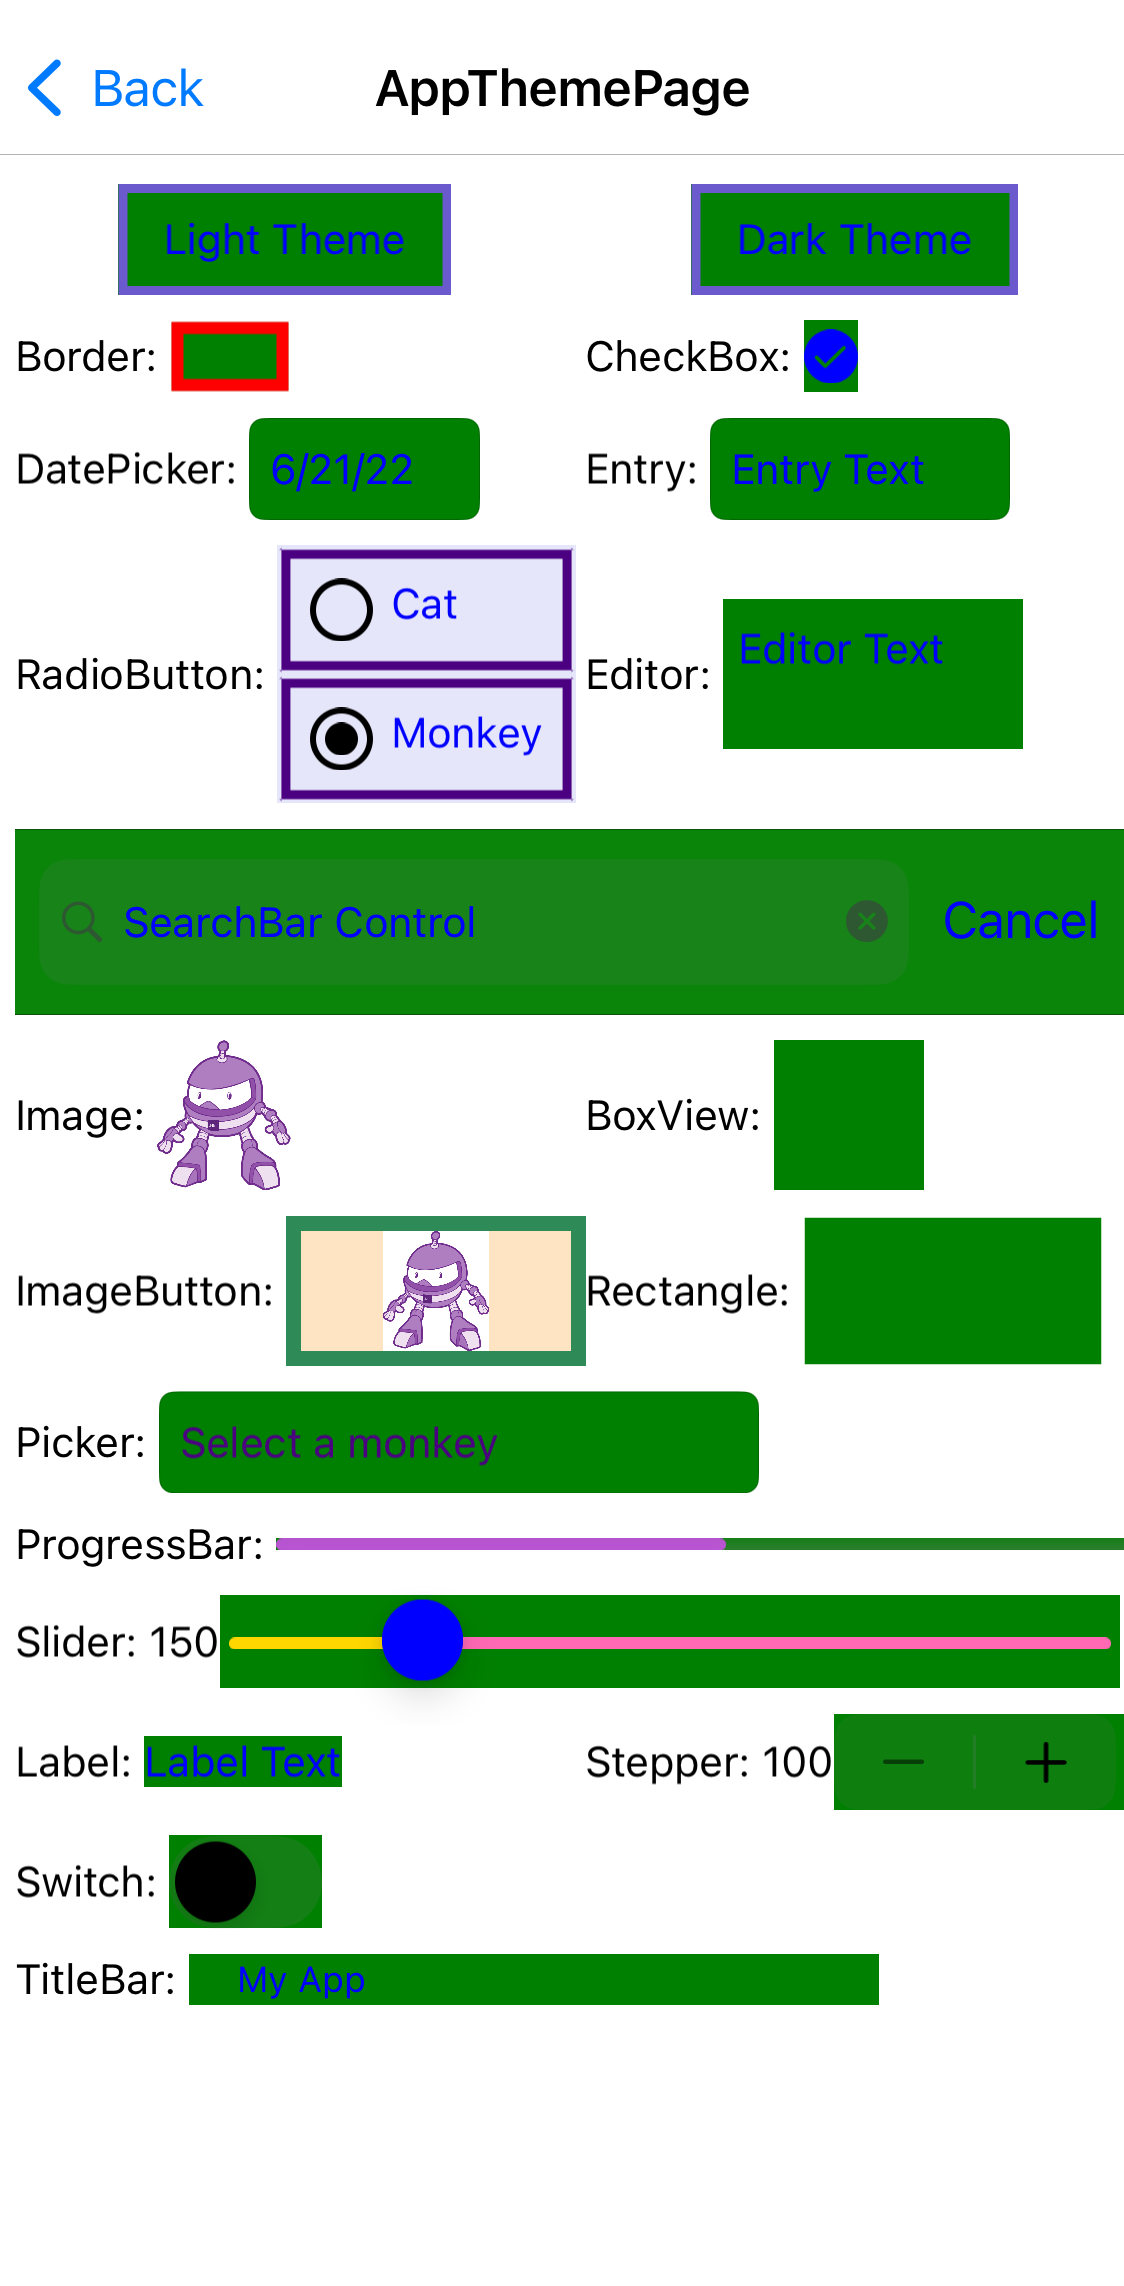 Back AppThemePage
Light Theme Dark Theme
Border: CheckBox:
DatePicker: 6/21/22 Entry: Entry Text
Cat
RadioButton: Editor: Editor Text
Monkey
SearchBar Control Cancel
Image: BoxView:
ImageButton: Rectangle:
Picker: Select a monkey
ProgressBar:
Slider: 150
Label: Label Text Stepper: 100
Switch:
TitleBar: My App